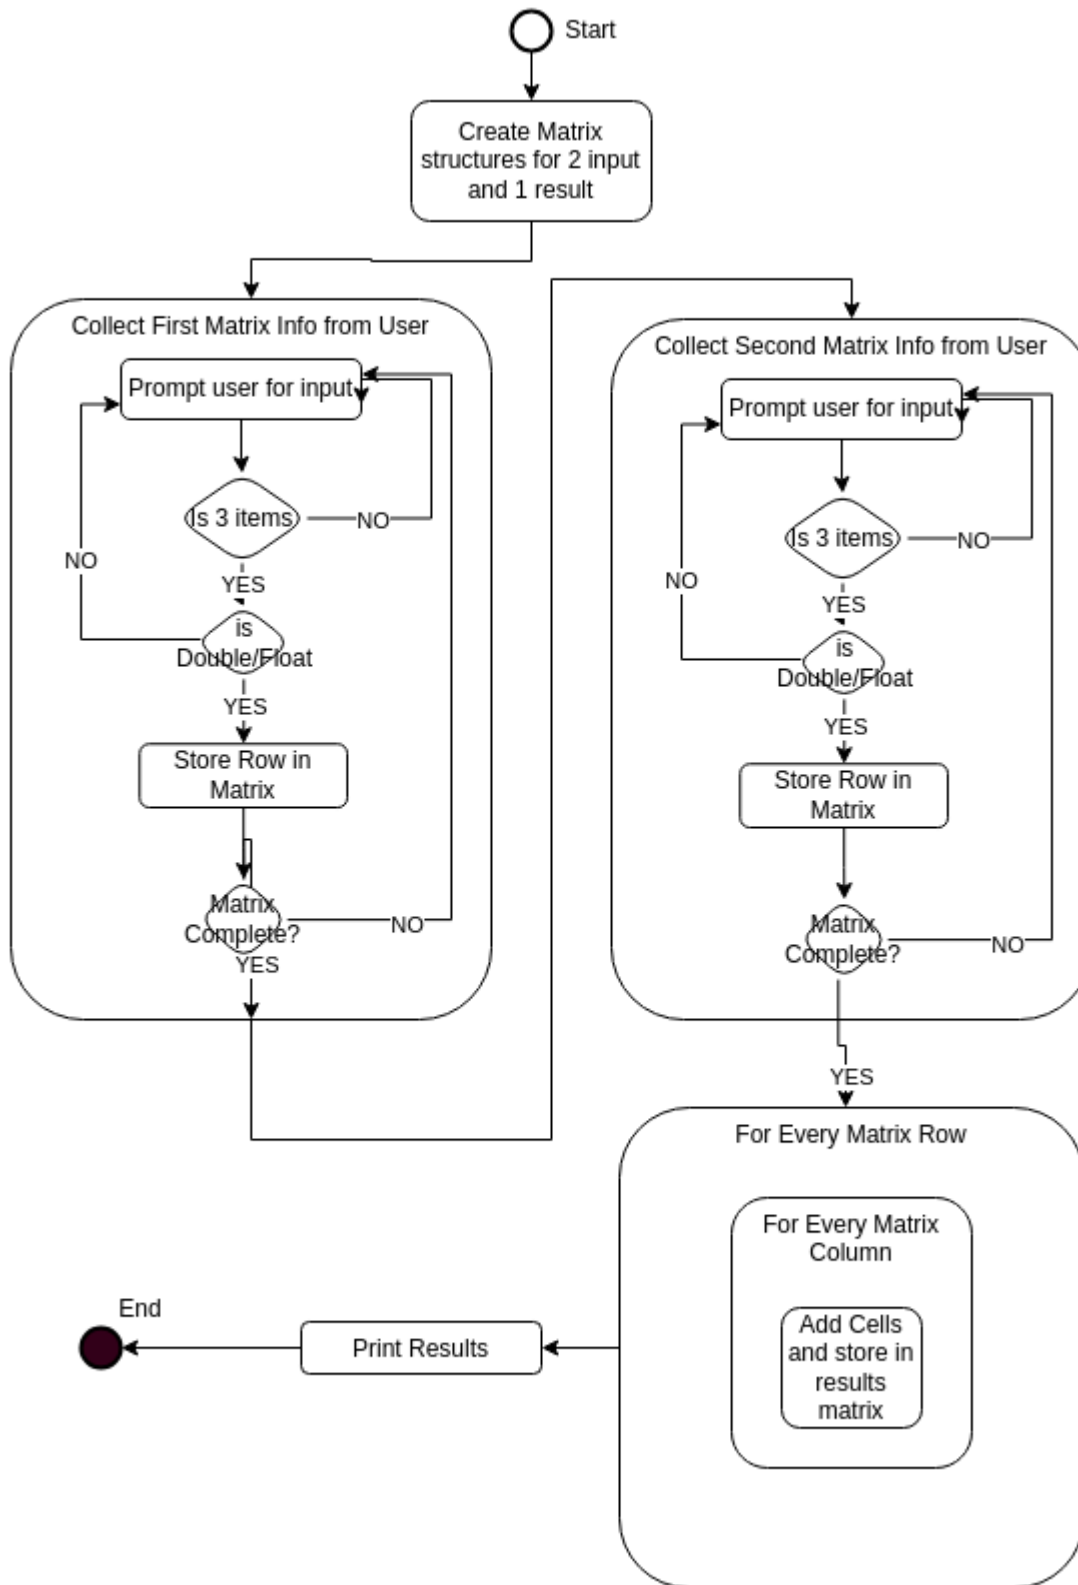 Start
Create Matrix
structures for 2 input
and 1 result
Collect First Matrix Info from User
Prompt user for input
Is 3 items
NO
NO
YES
is
Double/Float
YES
Store Row in
Matrix
Matrix
Complete?
NO
YES
Collect Second Matrix Info from User
Prompt user for input
Is 3 items
NO
NO
YES
is
Double/Float
YES
Store Row in
Matrix
Matrix
Complete?
NO
YES
For Every Matrix Row
For Every Matrix
Column
Add Cells
and store in
results
matrix
Print Results
End